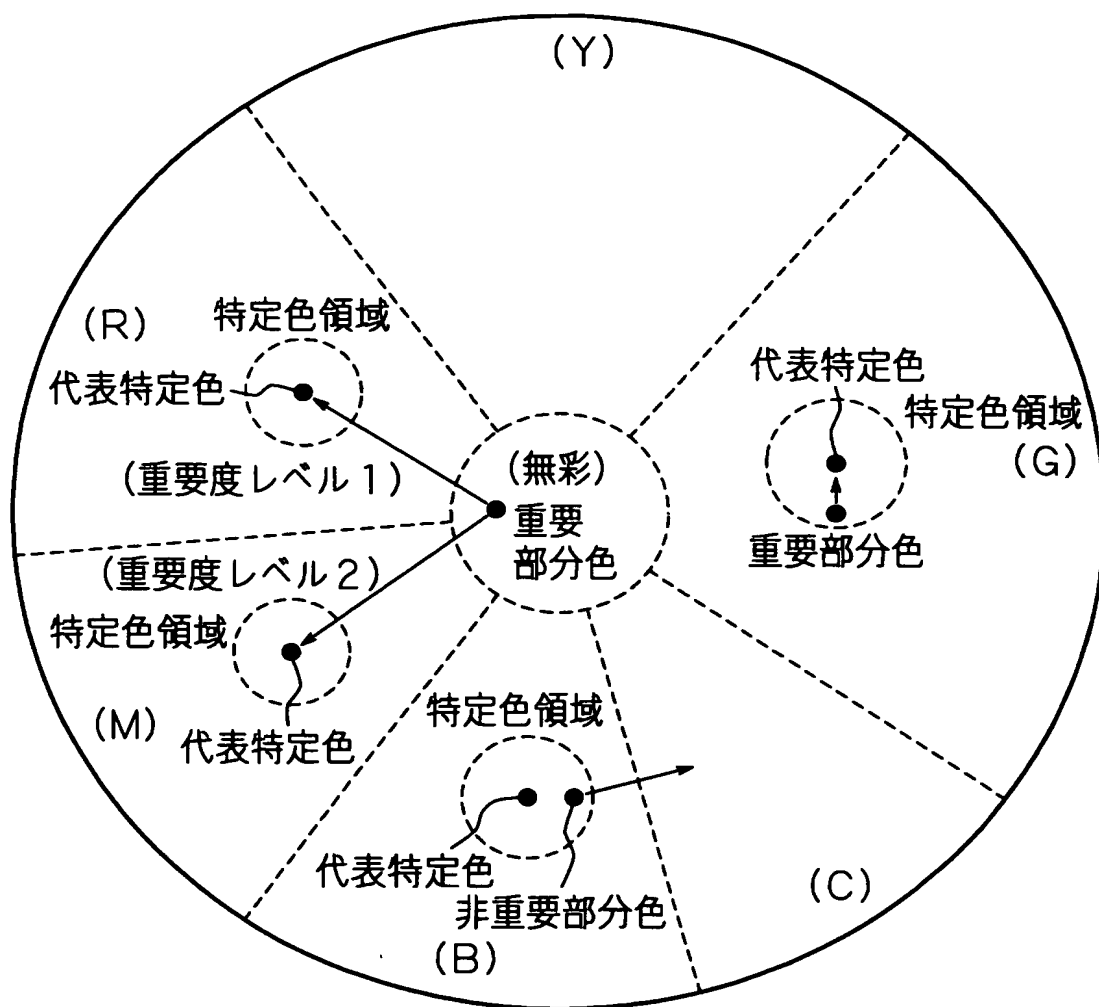 (Y)
特定色領域
(R)
代表特定色
代表特定色
特定色領域
(G)
(無彩)
(重要度レベル1)
重要
部分色
重要部分色
(重要度レベル2)
特定色領域
特定色領域
(M)
代表特定色
代表特定色
(C)
非重要部分色
(B)